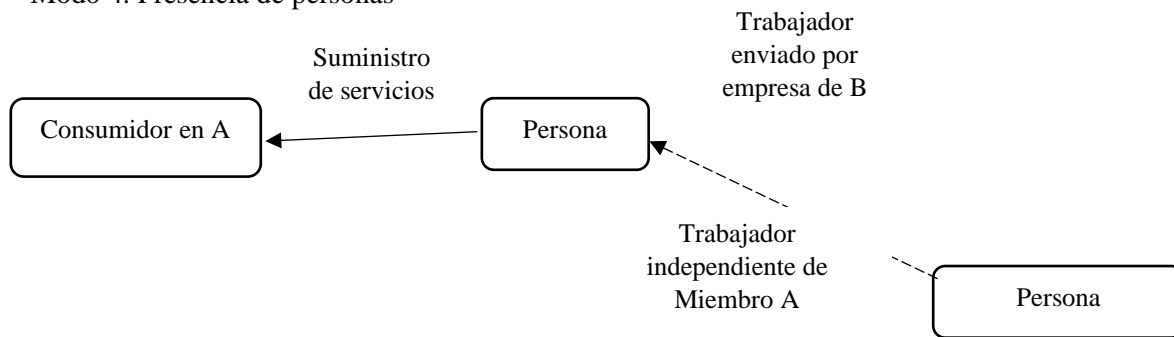 Modo 4. Presencia de personas
Trabajador
enviado por
empresa de B
Suministro
de servicios
Consumidor en A
Persona
Trabajador
independiente de
Miembro A
Persona